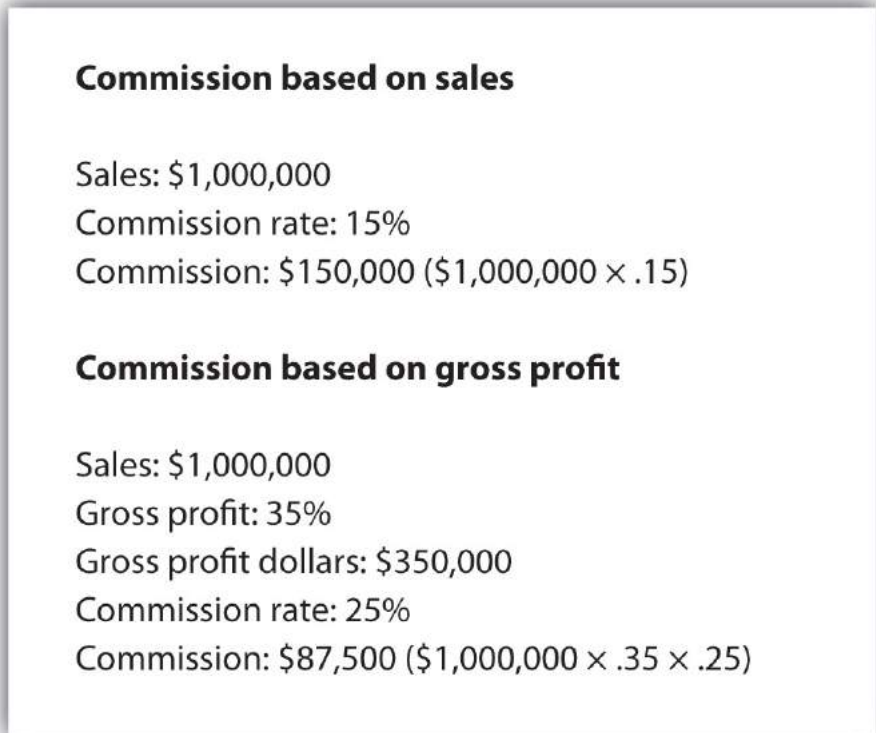 Commission based on sales
Sales: $1,000,000
Commission rate: 15%
Commission: $150,000 ($1,000,000 × .15)
Commission based on gross profit
Sales: $1,000,000
Gross profit: 35%
Gross profit dollars: $350,000
Commission rate: 25%
Commission: $87,500 ($1,000,000 × .35 × .25)